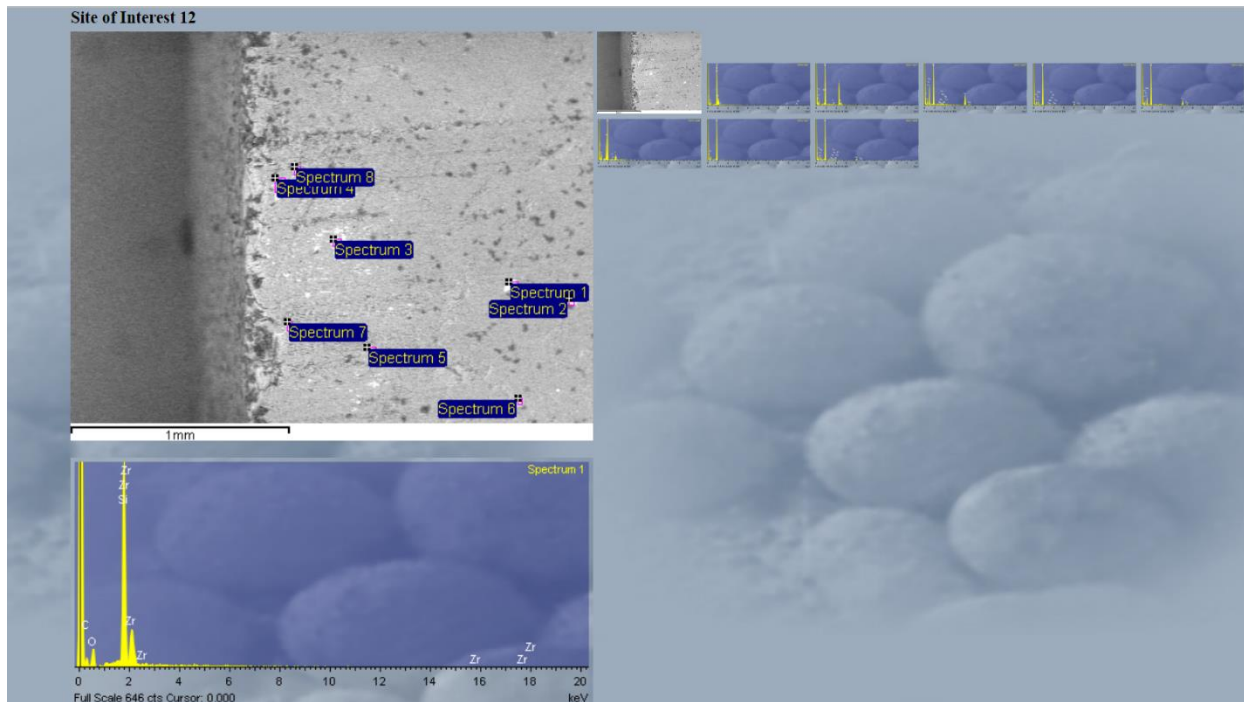 Site of Interest 12
Spectrum 8
Spectrum 4
Spectrum 3
Spectrum 1
Spectrum 2
Spectrum 7
Spectrum 5
Spectrum 6
1mm
Spectrum 1
Zr
Zr
Si
Zr
C
O
Zr
Zr
Zr
Zr
0 2 4 6 8 10 12 14 16 18 20
Full Scale 646 cts Cursor: 0.000 keV